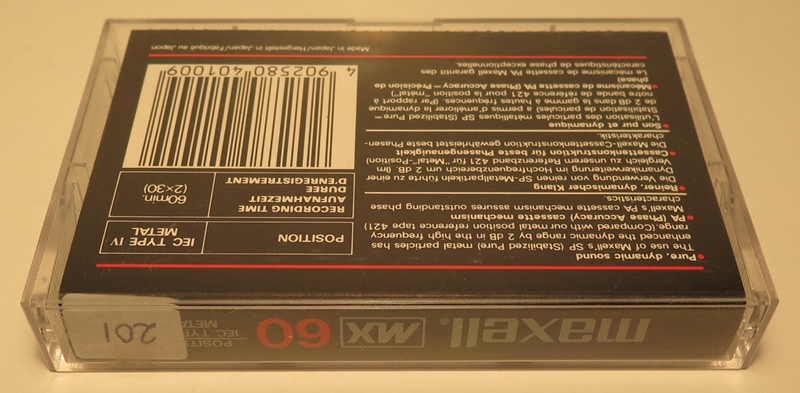 maxell®
MX 60
IEC TY
META
201
• Pure, dynamic sound
The use of Maxell's SP (Stabilized Pure) metal particles has
enhanced the dynamic range by 2 dB in the high frequency
range (Compared with our metal position reference tape 421)
• PA (Phase Accuracy) cassette mechanism
Maxell's PA cassette mechanism assures outstanding phase
characteristics.
• Reiner, dynamischer Klang
Die Verwendung von reinen SP-Metallpartikeln führte zu einer
Dynamikerweiterung im Hochfrequenzbereich um 2 dB. (Im
Vergleich zu unserem Referenzband 421 für "Metall"-Position)
• Cassettenkonstruktion für beste Phasengenauigkeit
Die Maxell-Cassettenkonstruktion gewährleistet beste Phasen-
charakteristik.
• Son pur et dynamique
L'utilisation des particules métalliques SP (Stabilized Pure =
Stabilisation de particules) a permis d'améliorer la dynamique
de 2 dB dans la gamme à hautes fréquences. (Par rapport à
notre bande de référence 421 pour la position "métal")
• Mécanisme de cassette PA (Phase Accuracy = Précision de
phase)
Le mécanisme de cassette PA Maxell garantit des
caractéristiques de phase exceptionnelles.
POSITION
IEC TYPE IV
METAL
RECORDING TIME
AUFNAHMEZEIT
DURÉE
D'ENREGISTREMENT
60min.
(2×30)
4 902580 401009
Made in Japan/Hergestellt in Japan/Fabriqué au Japon